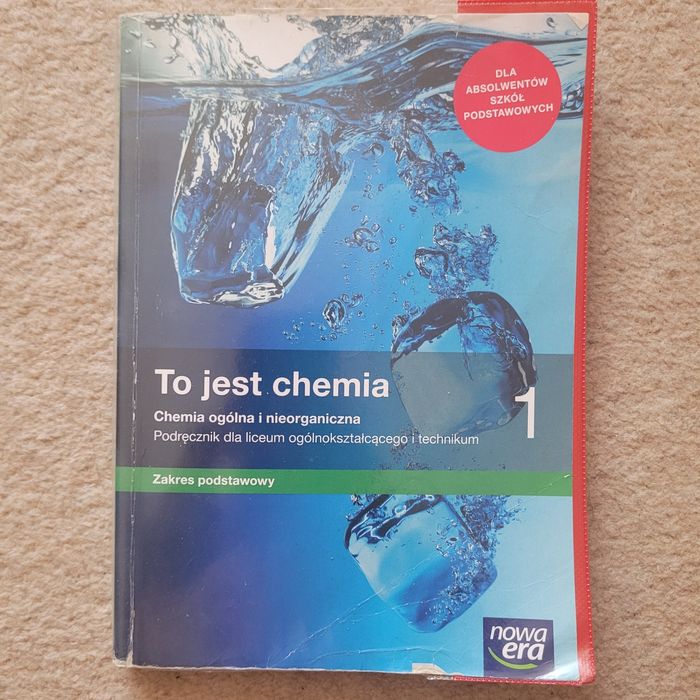 DLA
ABSOLWENTÓW
SZKÓŁ
PODSTAWOWYCH
To jest chemia
1
Chemia ogólna i nieorganiczna
Podręcznik dla liceum ogólnokształcącego i technikum
Zakres podstawowy
nowa
era